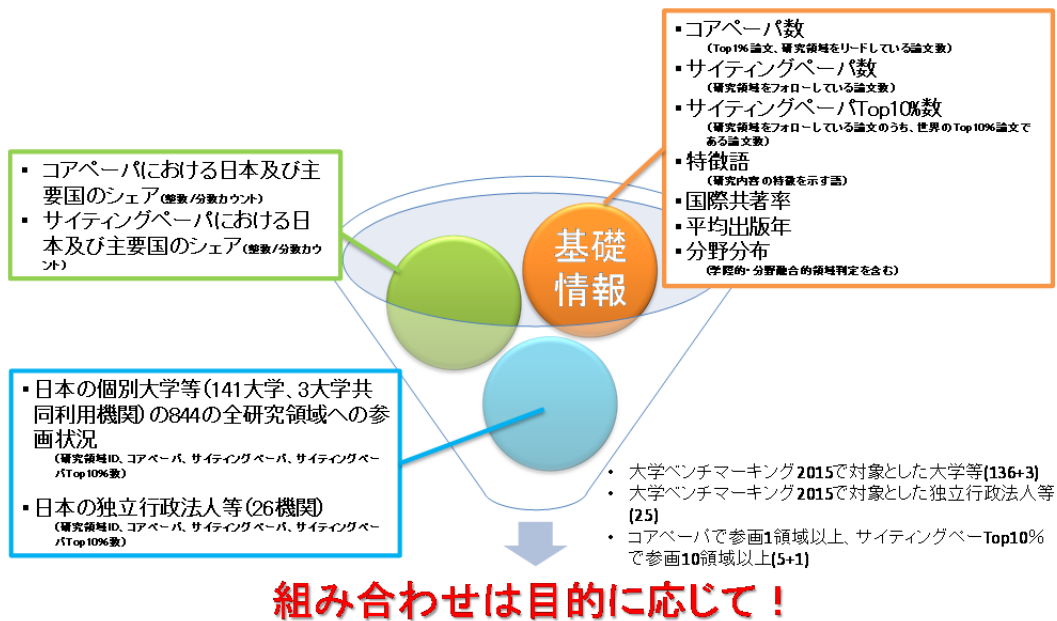 ▪コアペーパ数
(Top1%論文、研究領域をリードしている論文数)
▪サイティングペーパ数
(研究領域をフォローしている論文数)
▪サイティングペーパTop10%数
(研究領域をフォローしている論文のうち、世界のTop10%論文で
ある論文数)
▪特徴語
(研究内容の特徴を示す語)
▪国際共著率
▪平均出版年
▪分野分布
(学際的・分野融合的領域判定を含む)
▪ コアペーパにおける日本及び主
要国のシェア(整数/分数カウント)
▪ サイティングペーパにおける日
本及び主要国のシェア(整数/分数カウ
ント)
基礎
情報
▪日本の個別大学等(141大学、3大学共
同利用機関)の844の全研究領域への参
画状況
(研究領域ID、コアペーパ、サイティングペーパ、サイティングペー
パTop10%数)
▪日本の独立行政法人等(26機関)
(研究領域ID、コアペーパ、サイティングペーパ、サイティングペー
パTop10%数)
• 大学ベンチマーキング2015で対象とした大学等(136+3)
• 大学ベンチマーキング2015で対象とした独立行政法人等
(25)
• コアペーパで参画1領域以上、サイティングペーTop10%
で参画10領域以上(5+1)
組み合わせは目的に応じて！